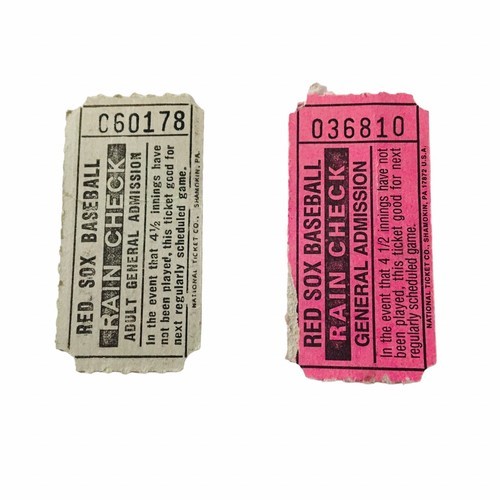 C60178
RED SOX BASEBALL
RAIN CHECK
ADULT GENERAL ADMISSION
In the event that 4½ innings have
not been played, this ticket good for
next regularly scheduled game.
NATIONAL TICKET CO., SHAMOKIN, PA.
036810
RED SOX BASEBALL
RAIN CHECK
GENERAL ADMISSION
In the event that 4 1/2 innings have not
been played, this ticket good for next
regularly scheduled game.
NATIONAL TICKET CO., SHAMOKIN, PA 17872 U.S.A.